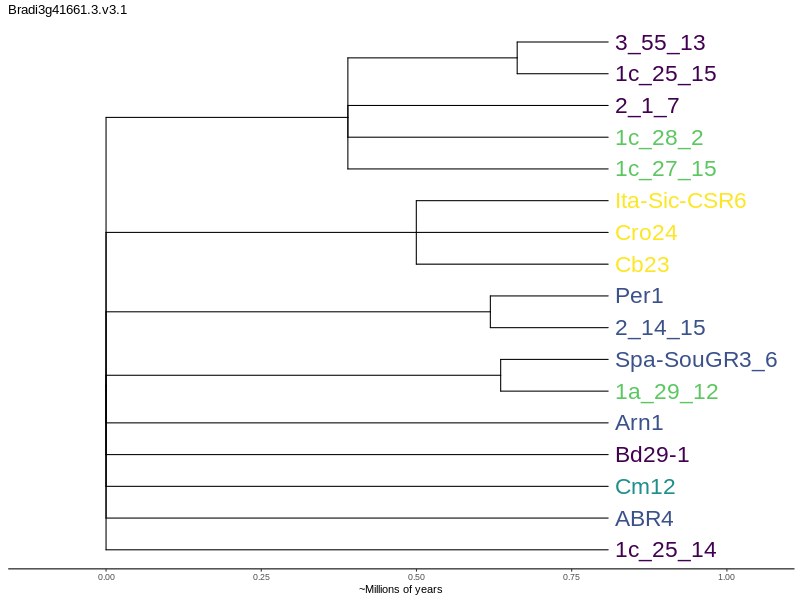 Bradi3g41661.3.v3.1
3_55_13
1c_25_15
2_1_7
1c_28_2
1c_27_15
Ita-Sic-CSR6
Cro24
Cb23
Per1
2_14_15
Spa-SouGR3_6
1a_29_12
Arn1
Bd29-1
Cm12
ABR4
1c_25_14
0.00 0.25 0.50 0.75 1.00
~Millions of years